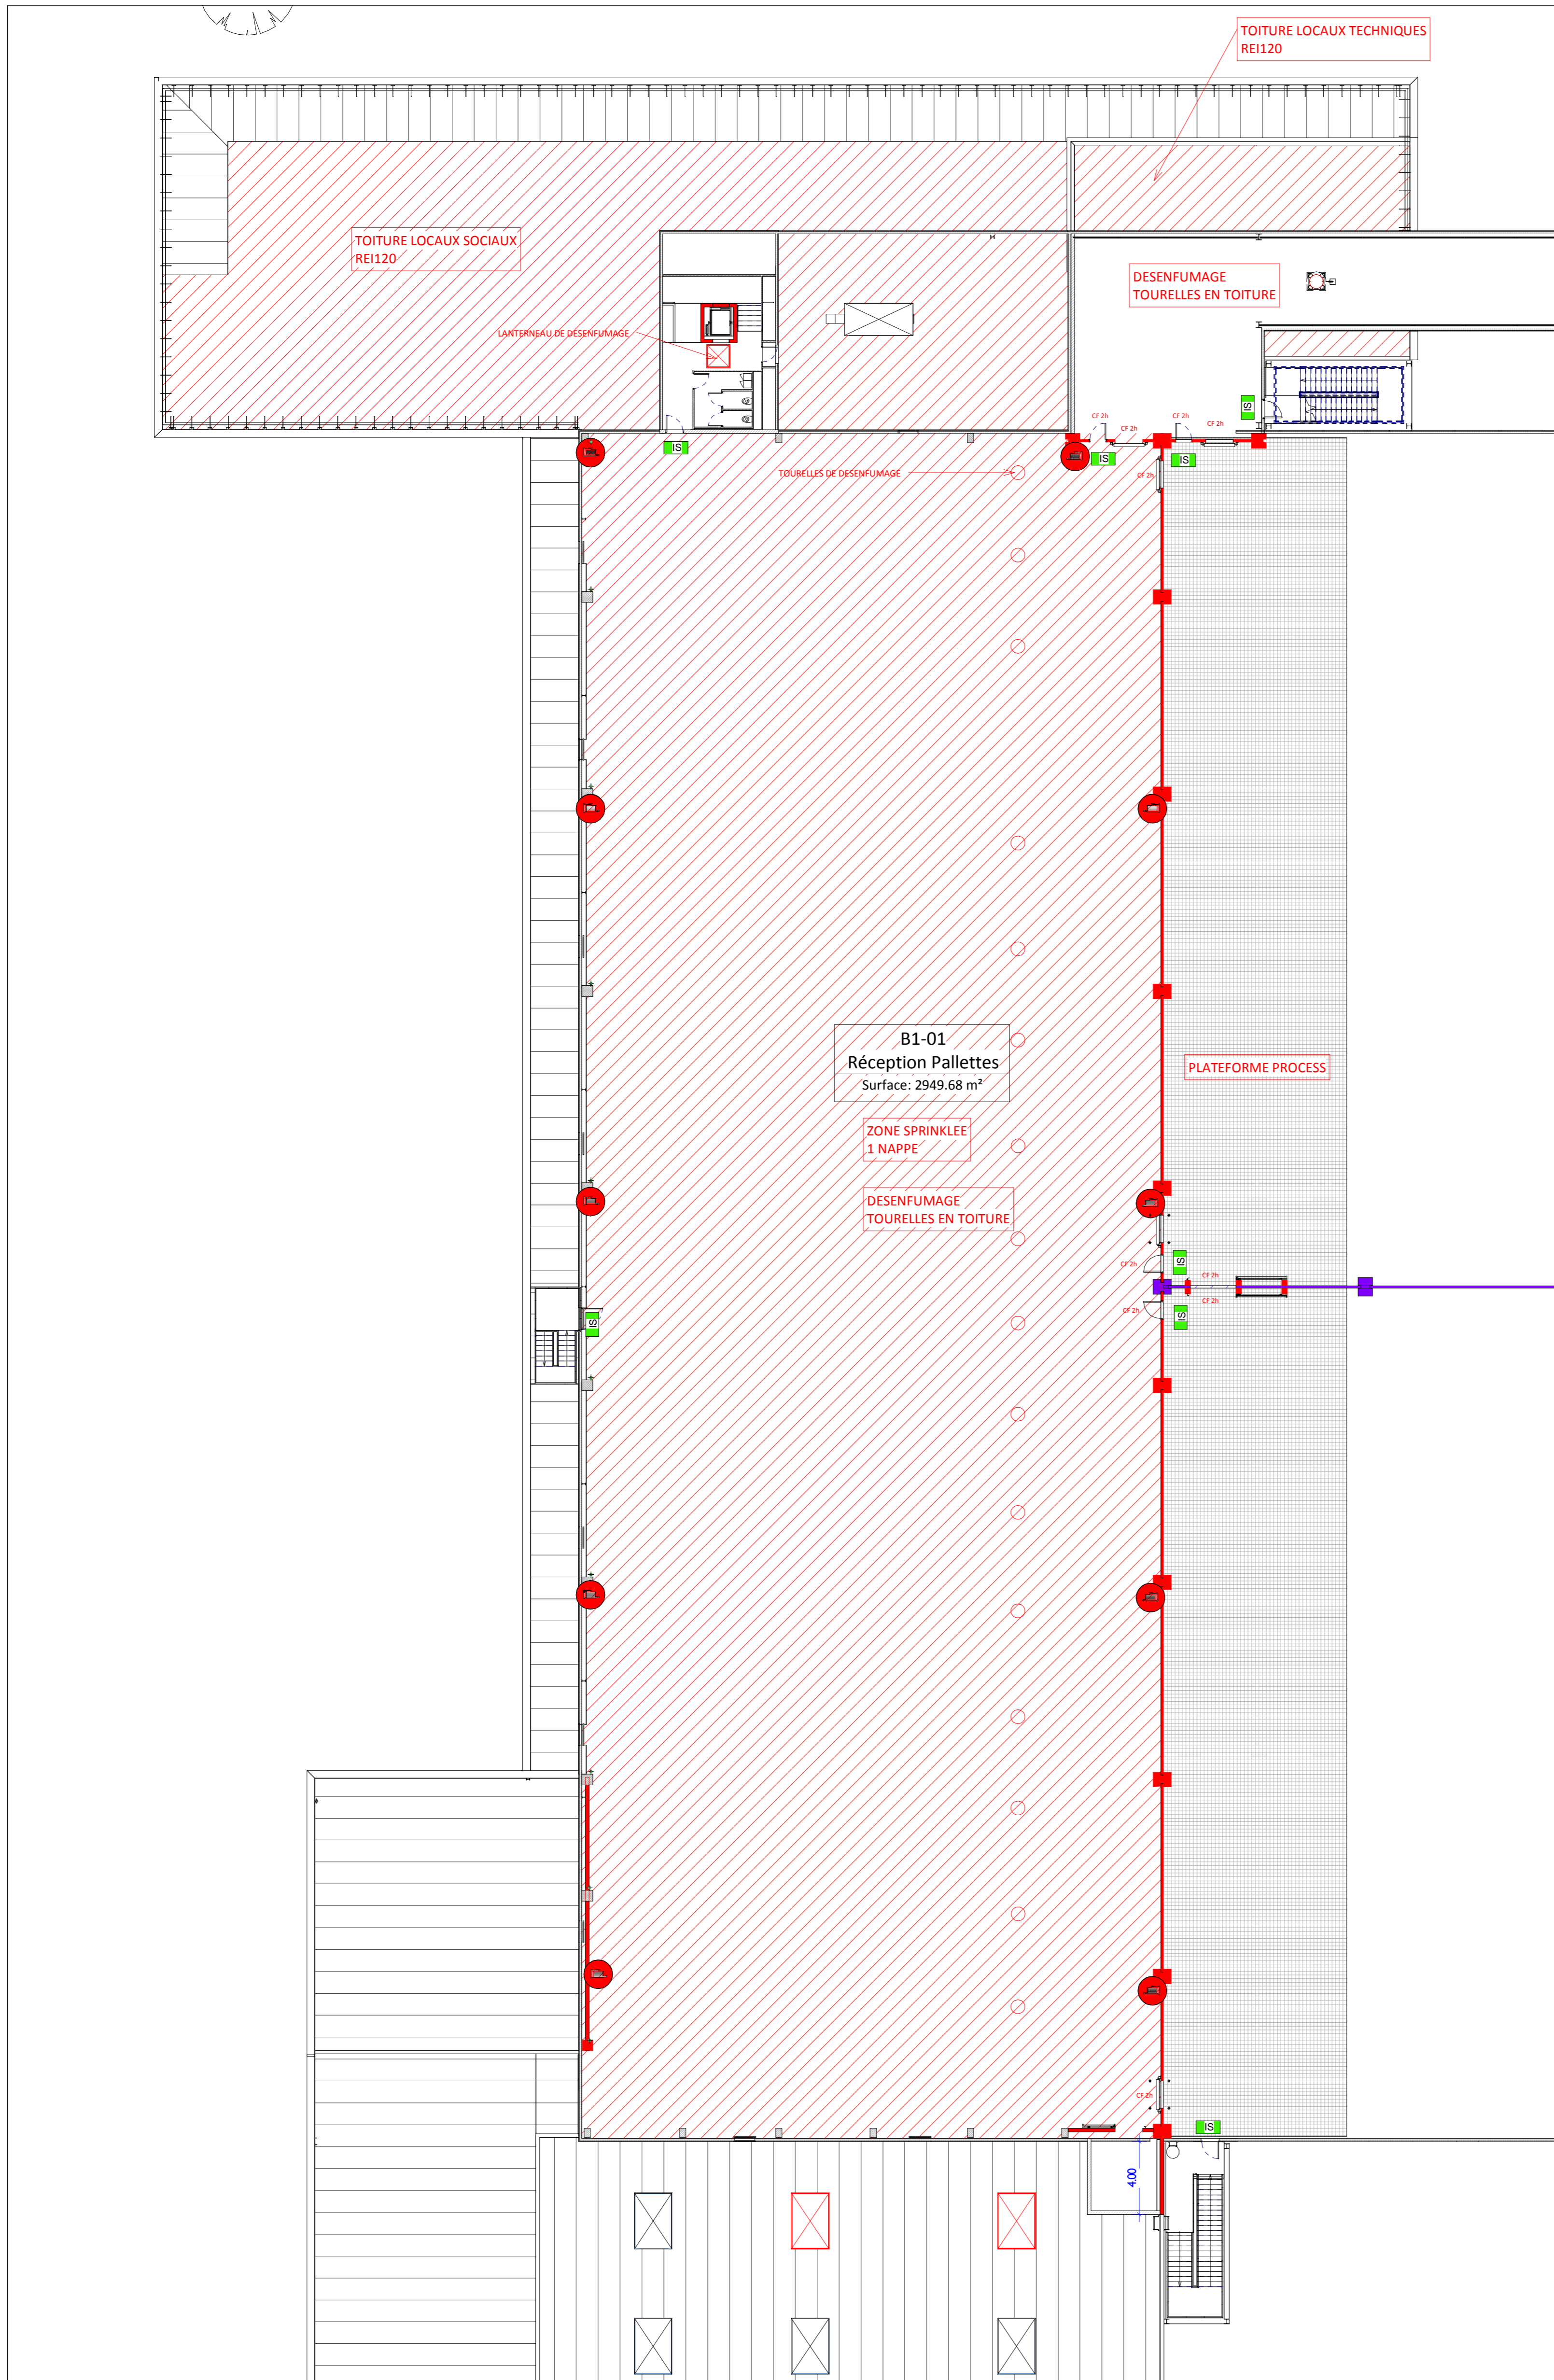 TOITURE LOCAUX TECHNIQUES
REI120
TOITURE LOCAUX SOCIAUX
REI120
DESENFUMAGE
TOURELLES EN TOITURE
LANTERNEAU DE DESENFUMAGE
IS
CF 2h
CF 2h
CF 2h
CF 2h
IS
IS
IS
TOURELLES DE DESENFUMAGE
CF 2h
B1-01
Réception Pallettes
Surface: 2949.68 m²
PLATEFORME PROCESS
ZONE SPRINKLEE
1 NAPPE
DESENFUMAGE
TOURELLES EN TOITURE
CF 2h
IS
CF 2h
CF 2h
CF 2h
IS
IS
CF 2h
IS
4.00